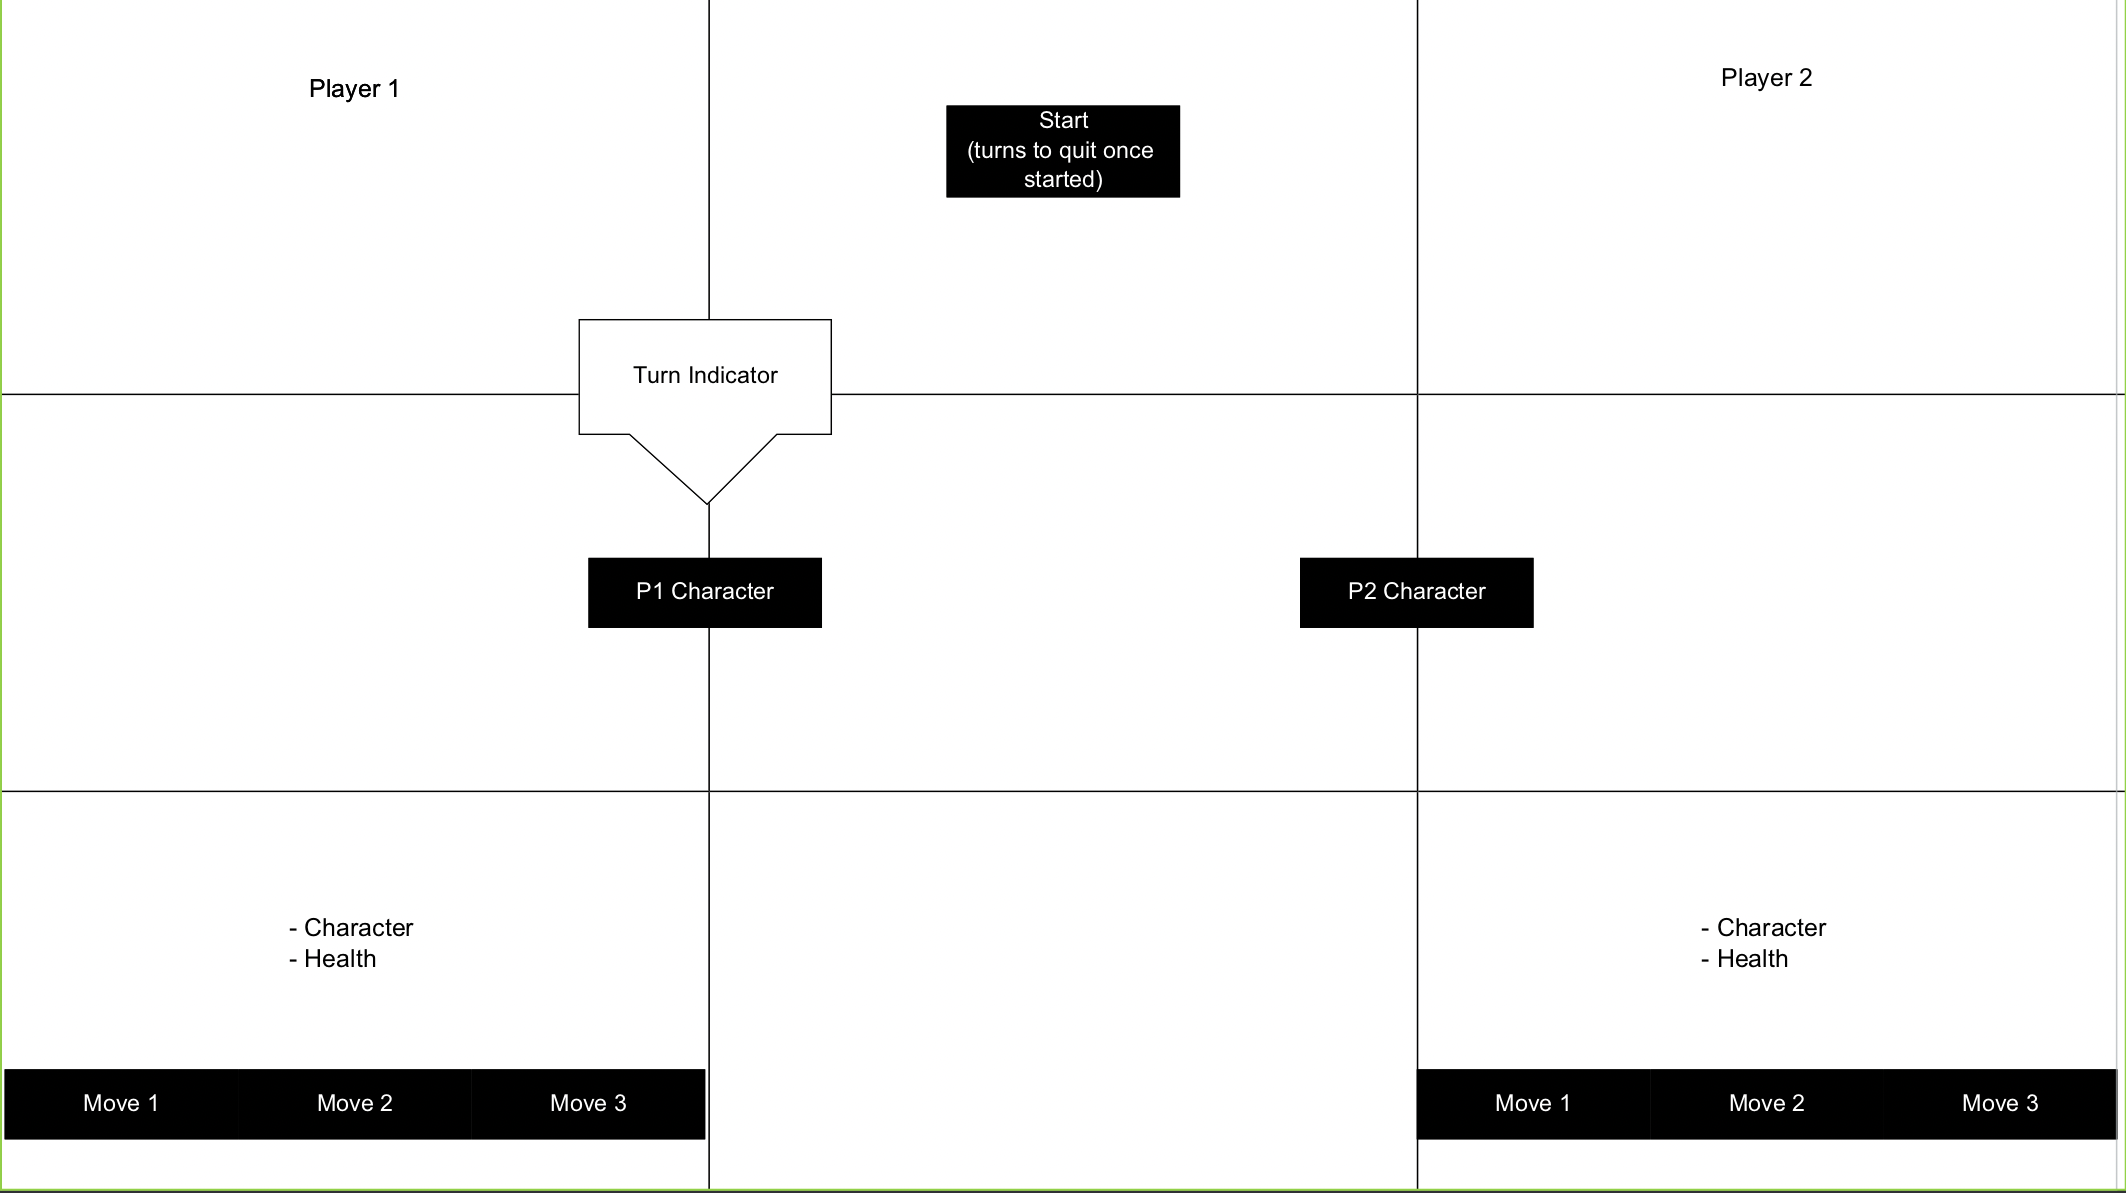 Player 1
Start
(turns to quit once
started)
Player 2
Turn Indicator
P1 Character
P2 Character
- Character
- Health
- Character
- Health
Move 1
Move 2
Move 3
Move 1
Move 2
Move 3